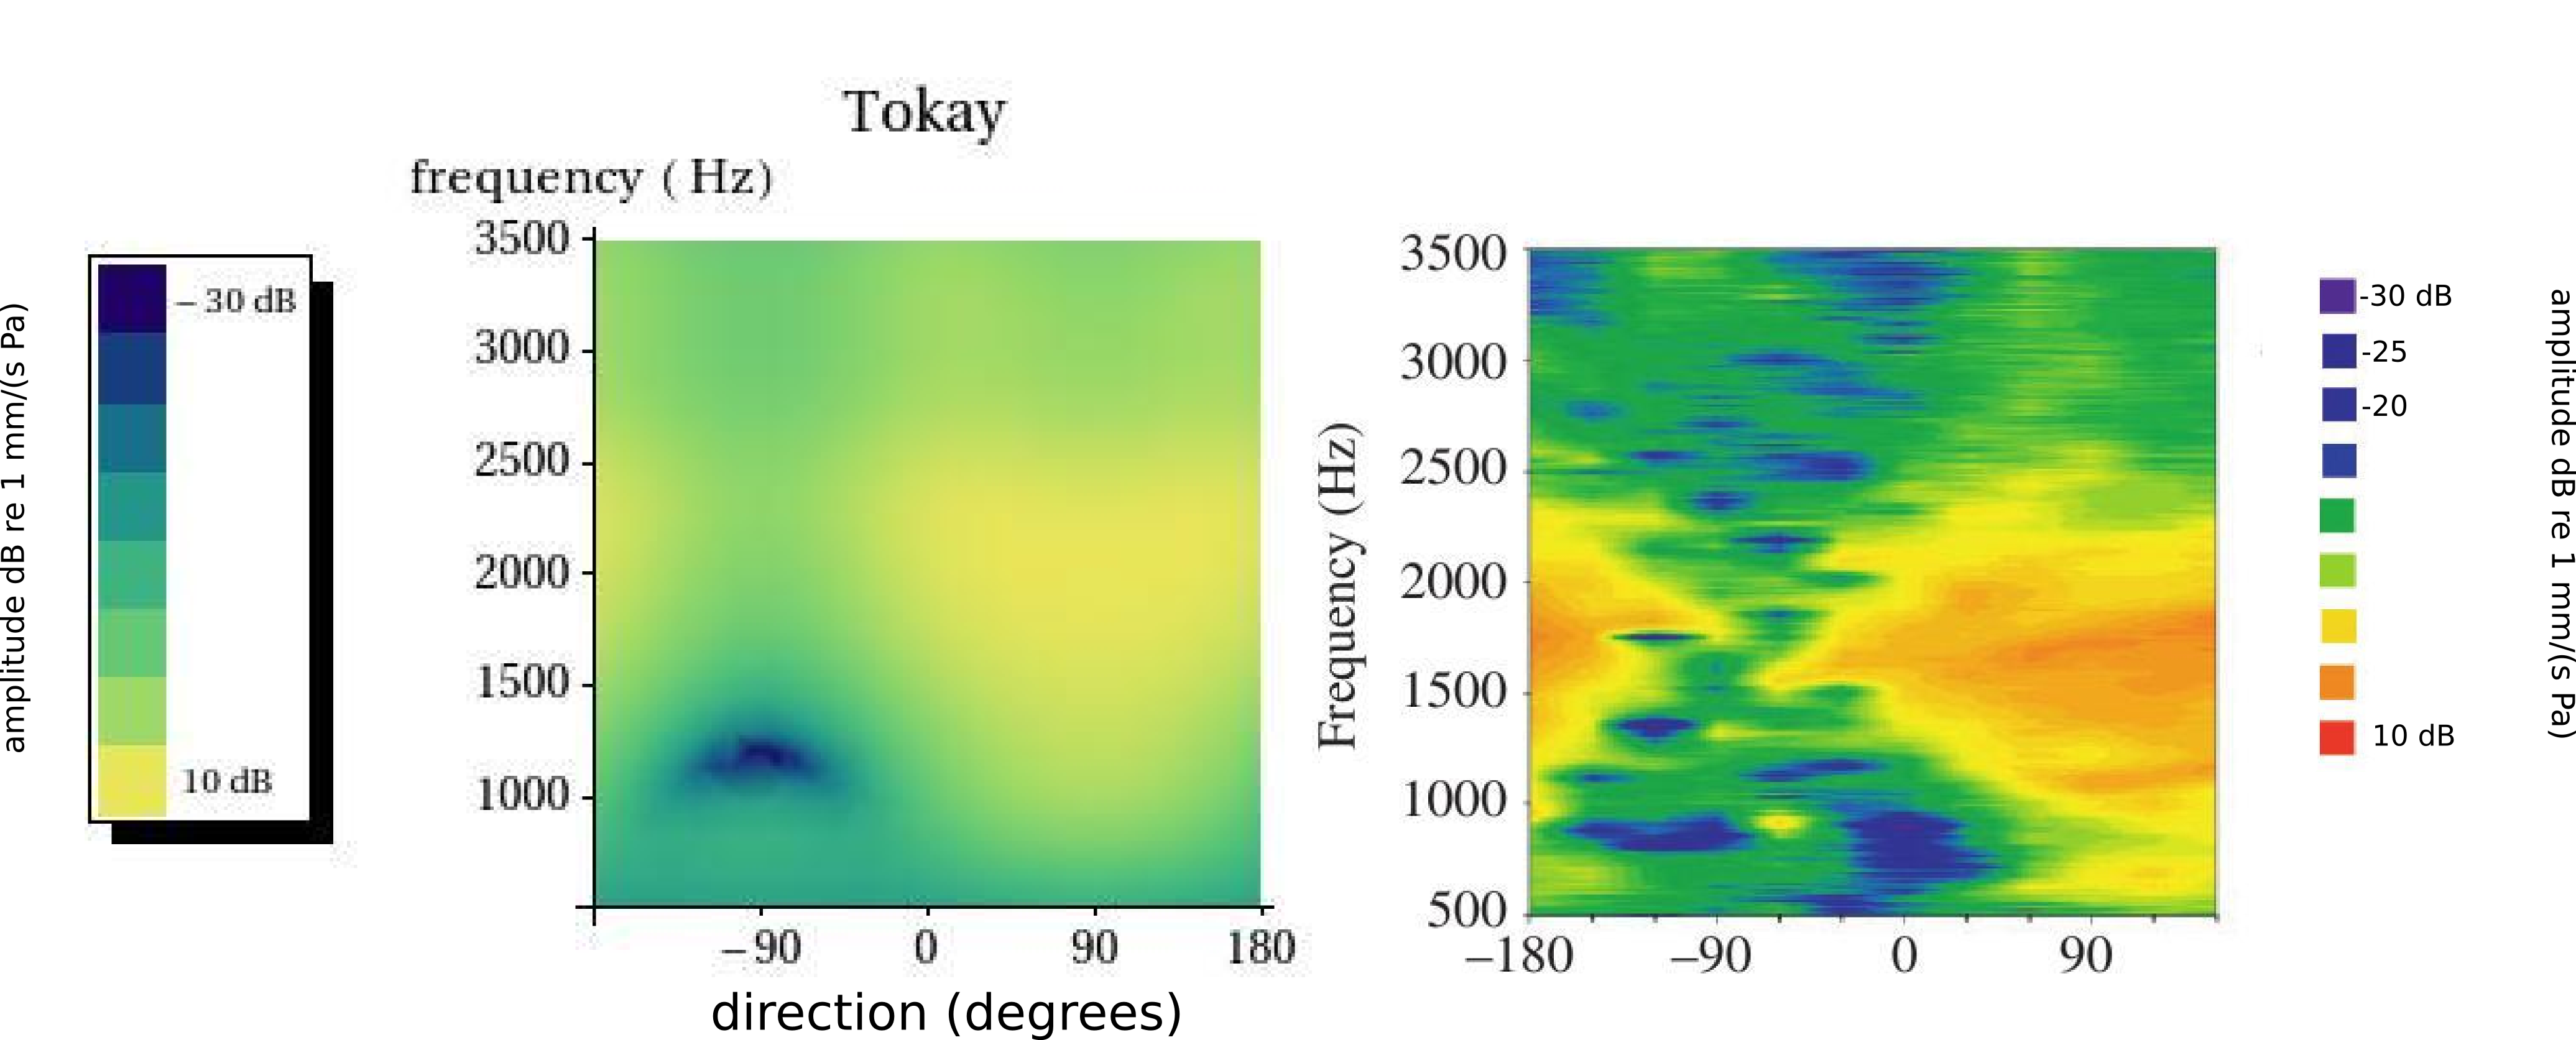 Tokay
frequency ( Hz)
amplitude dB re 1 mm/(s Pa)
– 30 dB
10 dB
3500
3000
2500
2000
1500
1000
–90 0 90 180
direction (degrees)
Frequency (Hz)
3500
3000
2500
2000
1500
1000
500
–180 –90 0 90
-30 dB
-25
-20
10 dB
amplitude dB re 1 mm/(s Pa)